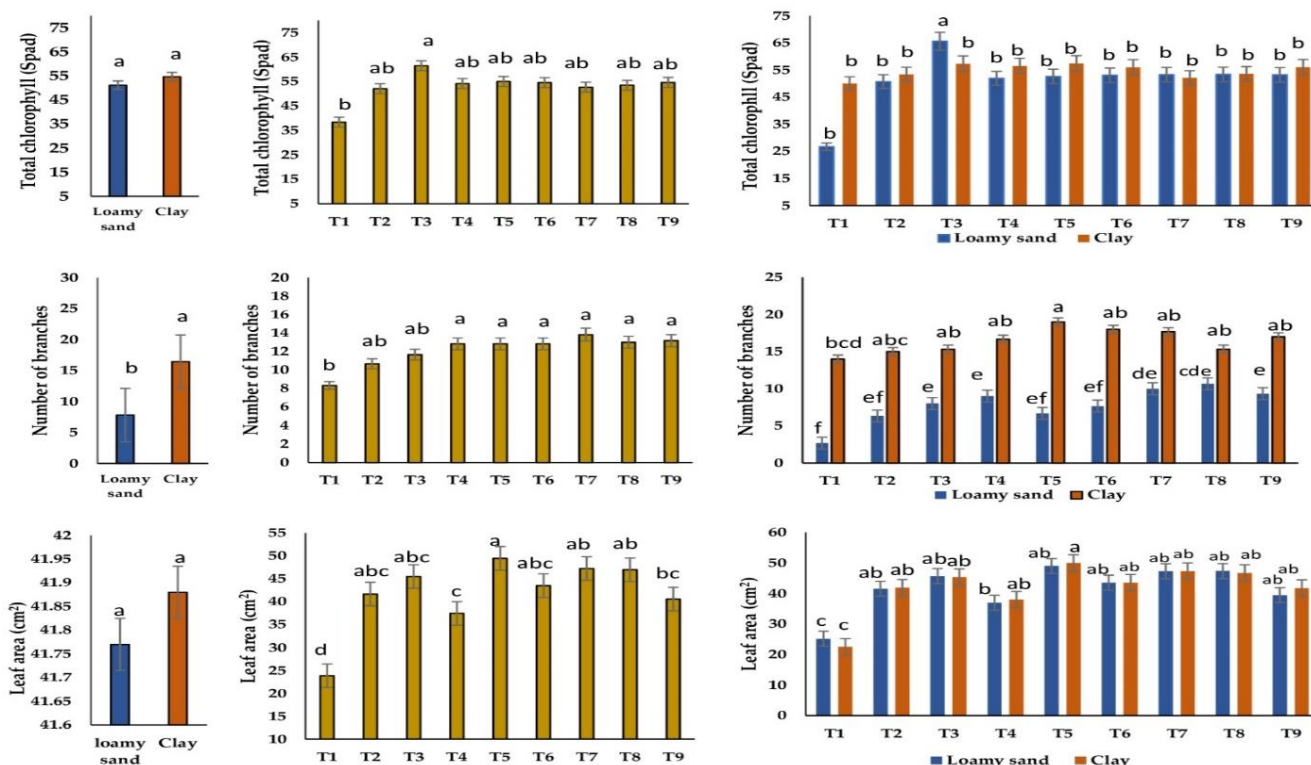 Total chlorophyll (Spad)
75
65
55
45
35
25
15
5
a
a
Loamy sand
Clay
Total chlorophyll (Spad)
75
65
55
45
35
25
15
5
b
ab
a
ab
ab
ab
ab
ab
ab
T1 T2 T3 T4 T5 T6 T7 T8 T9
Total chlorophll (Spad)
75
65
55
45
35
25
15
5
b b
b b
a b
b b
b b
b b
b b
b b
b b
T1 T2 T3 T4 T5 T6 T7 T8 T9
Loamy sand Clay
Number of branches
30
25
20
15
10
5
0
b
a
Loamy sand
Clay
Number of branches
20
18
16
14
12
10
8
6
4
2
0
b
ab
ab
a
a
a
a
a
a
T1 T2 T3 T4 T5 T6 T7 T8 T9
Number of branches
25
20
15
10
5
0
f bcd
ef abc
e ab
e ab
ef a
ef ab
de ab
cde ab
e ab
T1 T2 T3 T4 T5 T6 T7 T8 T9
Loamy sand Clay
Leaf area (cm²)
42
41.95
41.9
41.85
41.8
41.75
41.7
41.65
41.6
a
a
loamy sand
Clay
Leaf area (cm²)
55
50
45
40
35
30
25
20
15
10
d
abc
abc
c
a
abc
ab
ab
bc
T1 T2 T3 T4 T5 T6 T7 T8 T9
Leaf area (cm²)
60
50
40
30
20
10
0
c c
ab ab
ab ab
b ab
ab a
ab ab
ab ab
ab ab
ab ab
T1 T2 T3 T4 T5 T6 T7 T8 T9
Loamy sand Clay